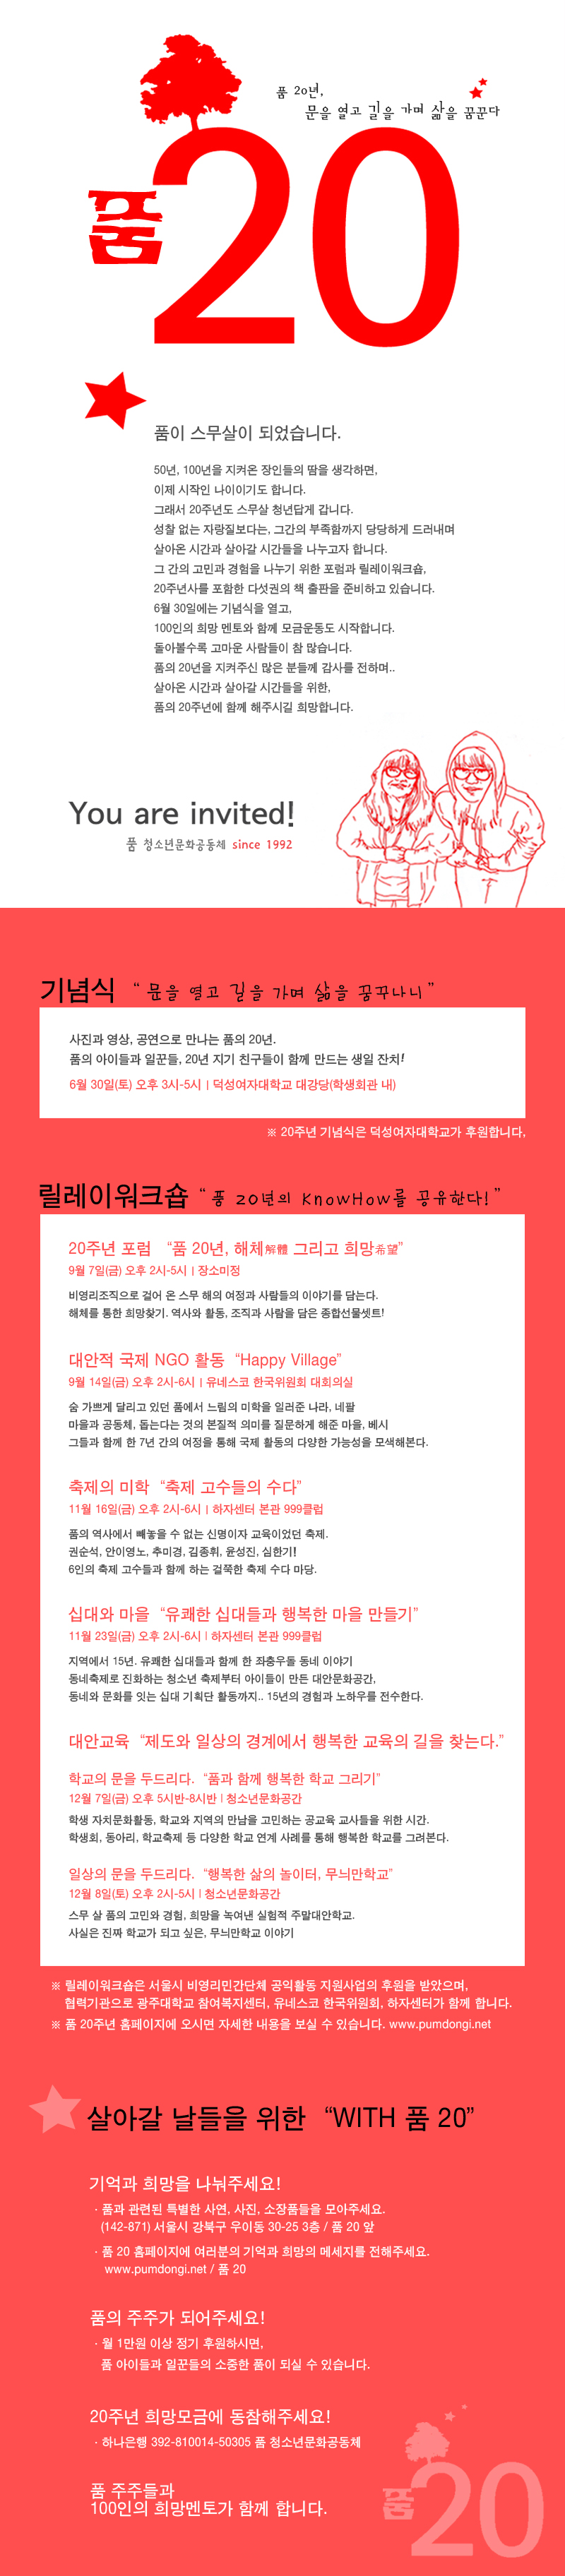 품 20년,
문을 열고 길을 가며 삶을 꿈꾼다
품 20
품이 스무살이 되었습니다.
50년, 100년을 지켜온 장인들의 땀을 생각하면,
이제 시작인 나이이기도 합니다.
그래서 20주년도 스무살 청년답게 갑니다.
성찰 없는 자랑질보다는, 그간의 부족함까지 당당하게 드러내며
살아온 시간과 살아갈 시간들을 나누고자 합니다.
그 간의 고민과 경험을 나누기 위한 포럼과 릴레이워크숍,
20주년사를 포함한 다섯권의 책 출판을 준비하고 있습니다.
6월 30일에는 기념식을 열고,
100인의 희망 멘토와 함께 모금운동도 시작합니다.
돌아볼수록 고마운 사람들이 참 많습니다.
품의 20년을 지켜주신 많은 분들께 감사를 전하며..
살아온 시간과 살아갈 시간들을 위한,
품의 20주년에 함께 해주시길 희망합니다.
You are invited!
품 청소년문화공동체 since 1992
기념식 “문을 열고 길을 가며 삶을 꿈꾸나니”
사진과 영상, 공연으로 만나는 품의 20년.
품의 아이들과 일꾼들, 20년 지기 친구들이 함께 만드는 생일 잔치!
6월 30일(토) 오후 3시-5시 | 덕성여자대학교 대강당(학생회관 내)
※ 20주년 기념식은 덕성여자대학교가 후원합니다.
릴레이워크숍 “품 20년의 KnowHow를 공유한다!”
20주년 포럼 “품 20년, 해체解體 그리고 희망希望”
9월 7일(금) 오후 2시-5시 | 장소미정
비영리조직으로 걸어 온 스무 해의 여정과 사람들의 이야기를 담는다.
해체를 통한 희망찾기. 역사와 활동, 조직과 사람을 담은 종합선물셋트!
대안적 국제 NGO 활동 “Happy Village”
9월 14일(금) 오후 2시-6시 | 유네스코 한국위원회 대회의실
숨 가쁘게 달리고 있던 품에서 느림의 미학을 일러준 나라, 네팔
마을과 공동체, 돕는다는 것의 본질적 의미를 질문하게 해준 마을, 베시
그들과 함께 한 7년 간의 여정을 통해 국제 활동의 다양한 가능성을 모색해본다.
축제의 미학 “축제 고수들의 수다”
11월 16일(금) 오후 2시-6시 | 하자센터 본관 999클럽
품의 역사에서 빼놓을 수 없는 신명이자 교육이었던 축제.
권순석, 안이영노, 추미경, 김종휘, 윤성진, 심한기!
6인의 축제 고수들과 함께 하는 걸쭉한 축제 수다 마당.
십대와 마을 “유쾌한 십대들과 행복한 마을 만들기”
11월 23일(금) 오후 2시-6시 | 하자센터 본관 999클럽
지역에서 15년. 유쾌한 십대들과 함께 한 좌충우돌 동네 이야기
동네축제로 진화하는 청소년 축제부터 아이들이 만든 대안문화공간,
동네와 문화를 잇는 십대 기획단 활동까지.. 15년의 경험과 노하우를 전수한다.
대안교육 “제도와 일상의 경계에서 행복한 교육의 길을 찾는다.”
학교의 문을 두드리다. “품과 함께 행복한 학교 그리기”
12월 7일(금) 오후 5시반-8시반 | 청소년문화공간
학생 자치문화활동, 학교와 지역의 만남을 고민하는 공교육 교사들을 위한 시간.
학생회, 동아리, 학교축제 등 다양한 학교 연계 사례를 통해 행복한 학교를 그려본다.
일상의 문을 두드리다. “행복한 삶의 놀이터, 무늬만학교”
12월 8일(토) 오후 2시-5시 | 청소년문화공간
스무 살 품의 고민과 경험, 희망을 녹여낸 실험적 주말대안학교.
사실은 진짜 학교가 되고 싶은, 무늬만학교 이야기
※ 릴레이워크숍은 서울시 비영리민간단체 공익활동 지원사업의 후원을 받았으며,
협력기관으로 광주대학교 참여복지센터, 유네스코 한국위원회, 하자센터가 함께 합니다.
※ 품 20주년 홈페이지에 오시면 자세한 내용을 보실 수 있습니다. www.pumdongi.net
살아갈 날들을 위한 “WITH 품 20”
기억과 희망을 나눠주세요!
· 품과 관련된 특별한 사연, 사진, 소장품들을 모아주세요.
(142-871) 서울시 강북구 우이동 30-25 3층 / 품 20 앞
· 품 20 홈페이지에 여러분의 기억과 희망의 메세지를 전해주세요.
www.pumdongi.net / 품 20
품의 주주가 되어주세요!
· 월 1만원 이상 정기 후원하시면,
품 아이들과 일꾼들의 소중한 품이 되실 수 있습니다.
20주년 희망모금에 동참해주세요!
· 하나은행 392-810014-50305 품 청소년문화공동체
품 주주들과
100인의 희망멘토가 함께 합니다.
품 20